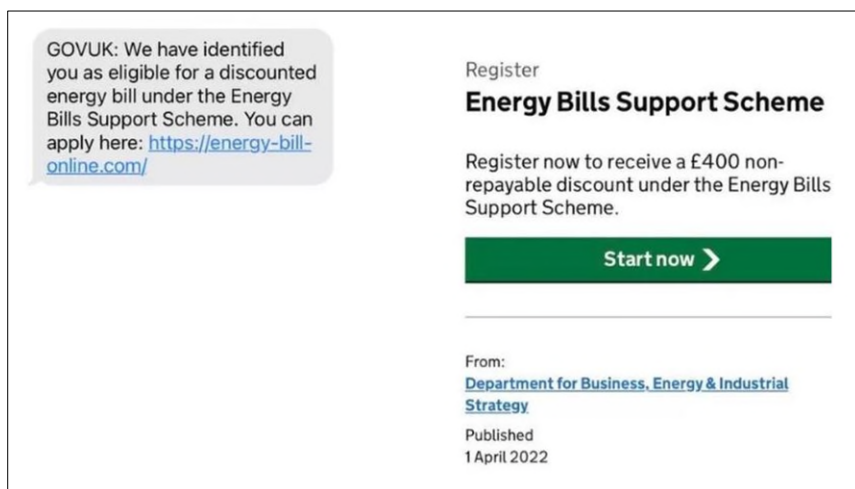 GOVUK: We have identified
you as eligible for a discounted
energy bill under the Energy
Bills Support Scheme. You can
apply here: https://energy-bill-
online.com/
Register
Energy Bills Support Scheme
Register now to receive a £400 non-
repayable discount under the Energy Bills
Support Scheme.
Start now
From:
Department for Business, Energy & Industrial
Strategy
Published
1 April 2022